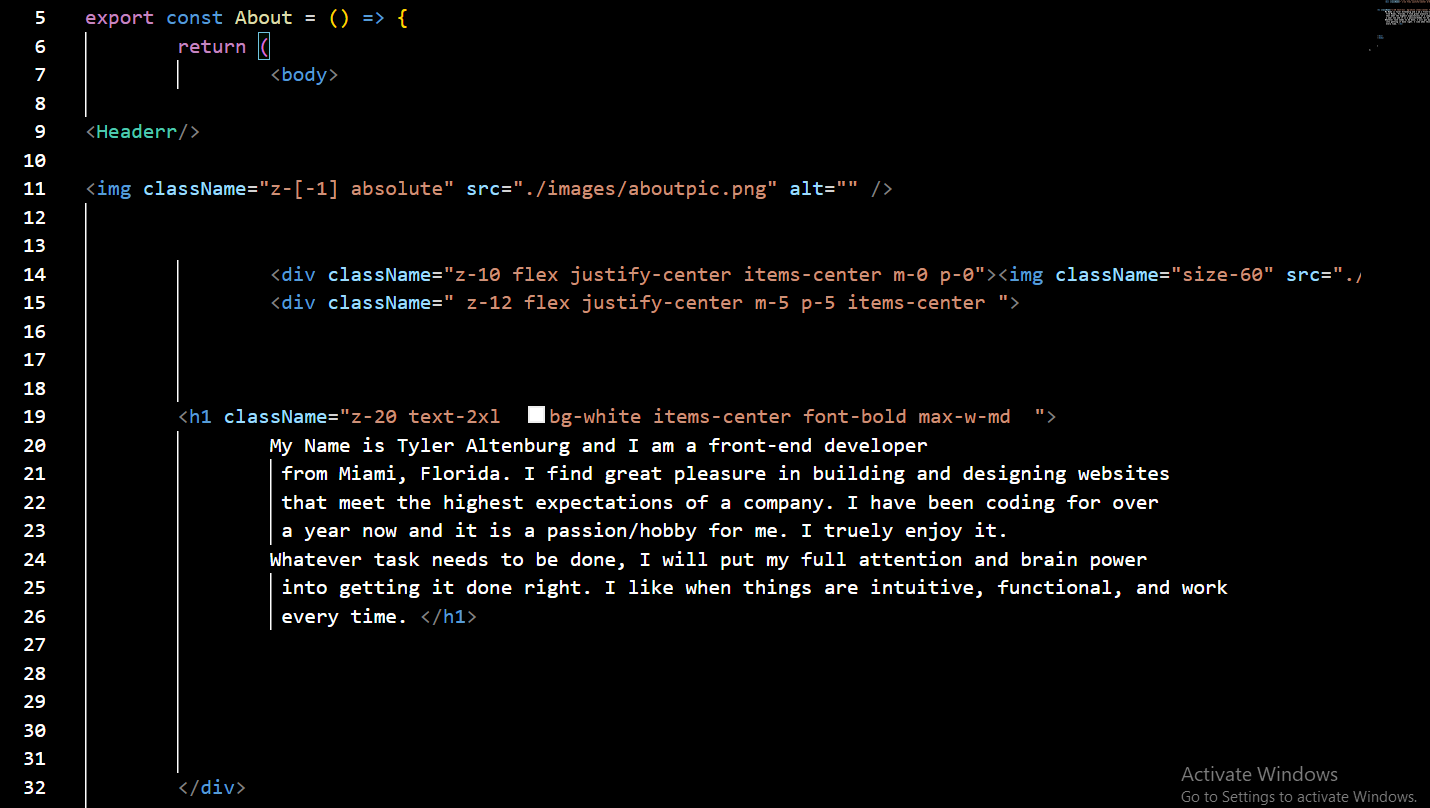 5 export const About = () => {
6 return (
7 <body>
8
9 <Headerr/>
10
11 <img className="z-[-1] absolute" src="./images/aboutpic.png" alt="" />
12
13
14 <div className="z-10 flex justify-center items-center m-0 p-0"><img className="size-60" src="./
15 <div className=" z-12 flex justify-center m-5 p-5 items-center ">
16
17
18
19 <h1 className="z-20 text-2xl bg-white items-center font-bold max-w-md ">
20 My Name is Tyler Altenburg and I am a front-end developer
21 from Miami, Florida. I find great pleasure in building and designing websites
22 that meet the highest expectations of a company. I have been coding for over
23 a year now and it is a passion/hobby for me. I truely enjoy it.
24 Whatever task needs to be done, I will put my full attention and brain power
25 into getting it done right. I like when things are intuitive, functional, and work
26 every time. </h1>
27
28
29
30
31
32 </div>
Activate Windows
Go to Settings to activate Windows.